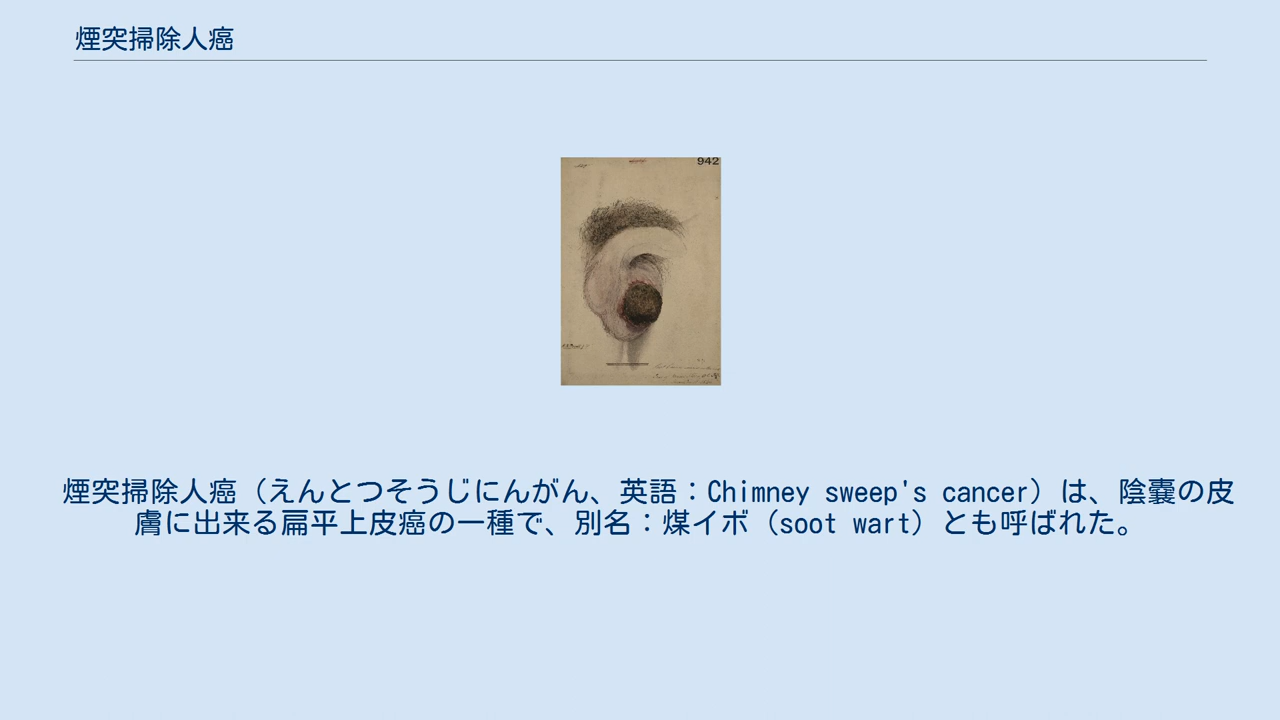 煙突掃除人癌
942
煙突掃除人癌（えんとつそうじにんがん、英語：Chimney sweep's cancer）は、陰嚢の皮
膚に出来る扁平上皮癌の一種で、別名：煤イボ（soot wart）とも呼ばれた。